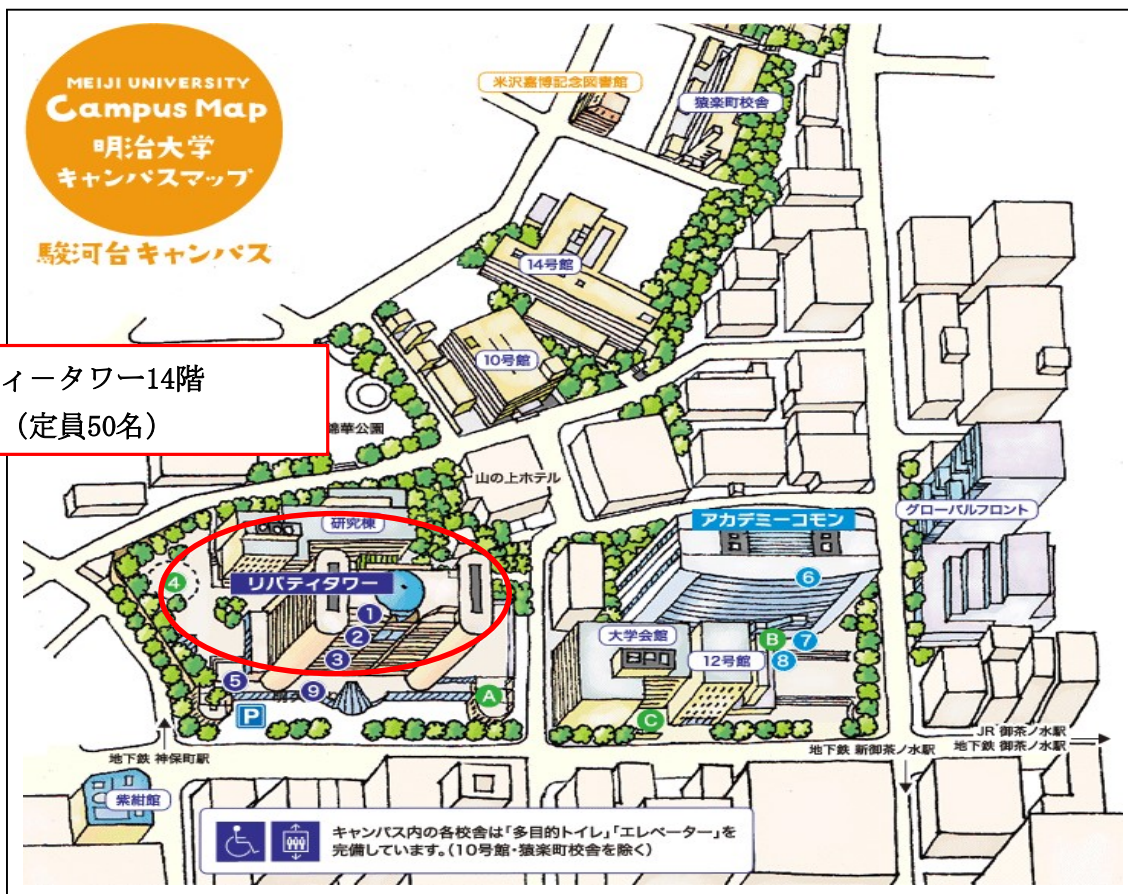 MEIJI UNIVERSITY
Campus Map
明治大学
キャンパスマップ
駿河台キャンパス
米沢嘉博記念図書館
猿楽町校舎
14号館
10号館
ィータワー14階
（定員50名）
錦華公園
山の上ホテル
グローバルフロント
アカデミーコモン
研究棟
リバティタワー
4
1
2
3
5
9
P
A
6
大学会館
12号館
B
7
8
C
JR 御茶ノ水駅
地下鉄 新御茶ノ水駅
地下鉄 御茶ノ水駅
地下鉄 神保町駅
紫紺館
キャンパス内の各校舎は「多目的トイレ」「エレベーター」を
完備しています。(10号館・猿楽町校舎を除く)